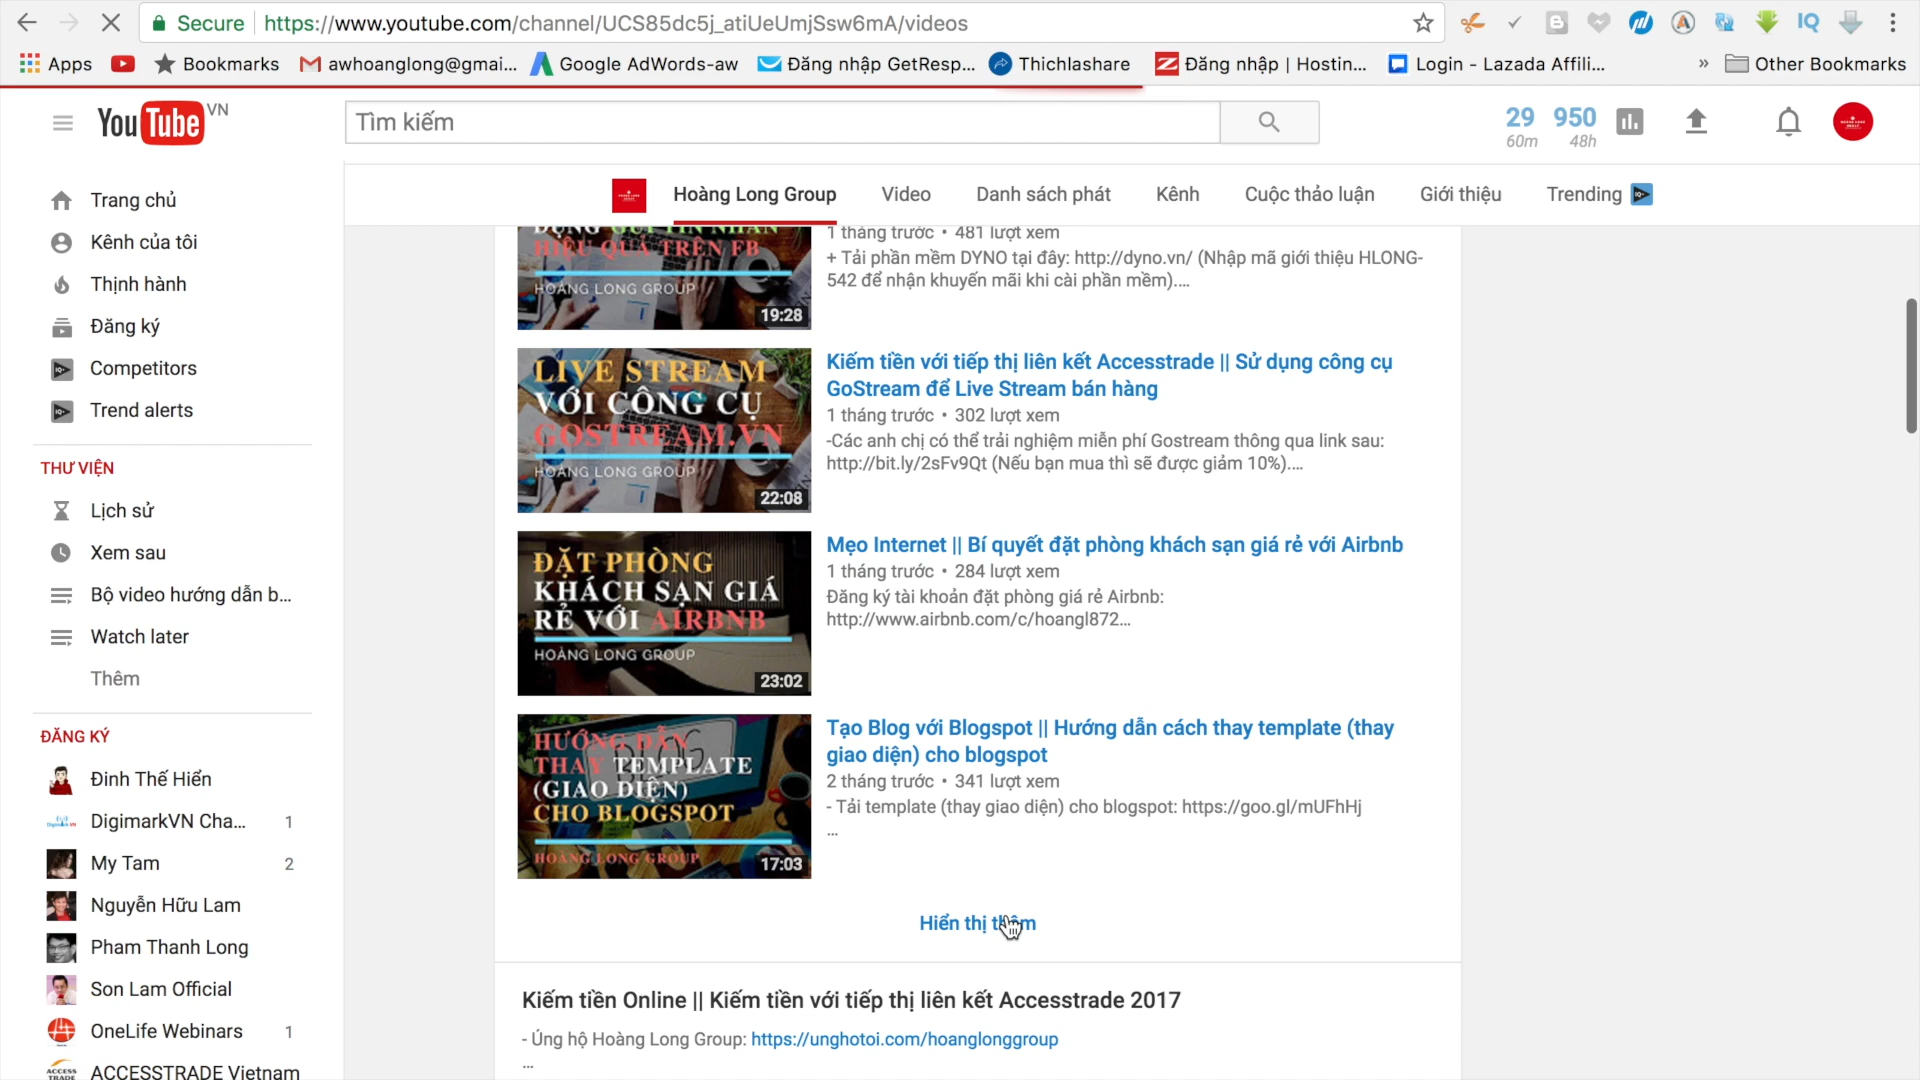 Secure https://www.youtube.com/channel/UCS85dc5j_atiUeUmjSsw6mA/videos
Apps Bookmarks awhoanglong@gmai... Google AdWords-aw Đăng nhập GetResp... Thichlashare Đăng nhập | Hostin... Login - Lazada Affili... » Other Bookmarks
YouTube VN
Tìm kiếm
29 60m 950 48h
Hoàng Long Group Video Danh sách phát Kênh Cuộc thảo luận Giới thiệu Trending
Trang chủ
Kênh của tôi
Thịnh hành
Đăng ký
Competitors
Trend alerts
THƯ VIỆN
Lịch sử
Xem sau
Bộ video hướng dẫn b...
Watch later
Thêm
ĐĂNG KÝ
Đinh Thế Hiển
DigimarkVN Cha... 1
My Tam 2
Nguyễn Hữu Lam
Pham Thanh Long
Son Lam Official
OneLife Webinars 1
ACCESSTRADE Vietnam
DỤNG GỬI TIN NHẮN
HIỆU QUẢ TRÊN FB
HOÀNG LONG GROUP
19:28
1 tháng trước • 481 lượt xem
+ Tải phần mềm DYNO tại đây: http://dyno.vn/ (Nhập mã giới thiệu HLONG-
542 để nhận khuyến mãi khi cài phần mềm)....
LIVE STREAM
VỚI CÔNG CỤ
GOSTREAM.VN
HOÀNG LONG GROUP
22:08
Kiếm tiền với tiếp thị liên kết Accesstrade || Sử dụng công cụ
GoStream để Live Stream bán hàng
1 tháng trước • 302 lượt xem
-Các anh chị có thể trải nghiệm miễn phí Gostream thông qua link sau:
http://bit.ly/2sFv9Qt (Nếu bạn mua thì sẽ được giảm 10%)....
ĐẶT PHÒNG
KHÁCH SẠN GIÁ
RẺ VỚI AIRBNB
HOÀNG LONG GROUP
23:02
Mẹo Internet || Bí quyết đặt phòng khách sạn giá rẻ với Airbnb
1 tháng trước • 284 lượt xem
Đăng ký tài khoản đặt phòng giá rẻ Airbnb:
http://www.airbnb.com/c/hoangl872...
HƯỚNG DẪN
THAY TEMPLATE
(GIAO DIỆN)
CHO BLOGSPOT
HOÀNG LONG GROUP
17:03
Tạo Blog với Blogspot || Hướng dẫn cách thay template (thay
giao diện) cho blogspot
2 tháng trước • 341 lượt xem
- Tải template (thay giao diện) cho blogspot: https://goo.gl/mUFhHj
...
Hiển thị thêm
Kiếm tiền Online || Kiếm tiền với tiếp thị liên kết Accesstrade 2017
- Ủng hộ Hoàng Long Group: https://unghotoi.com/hoanglonggroup
...